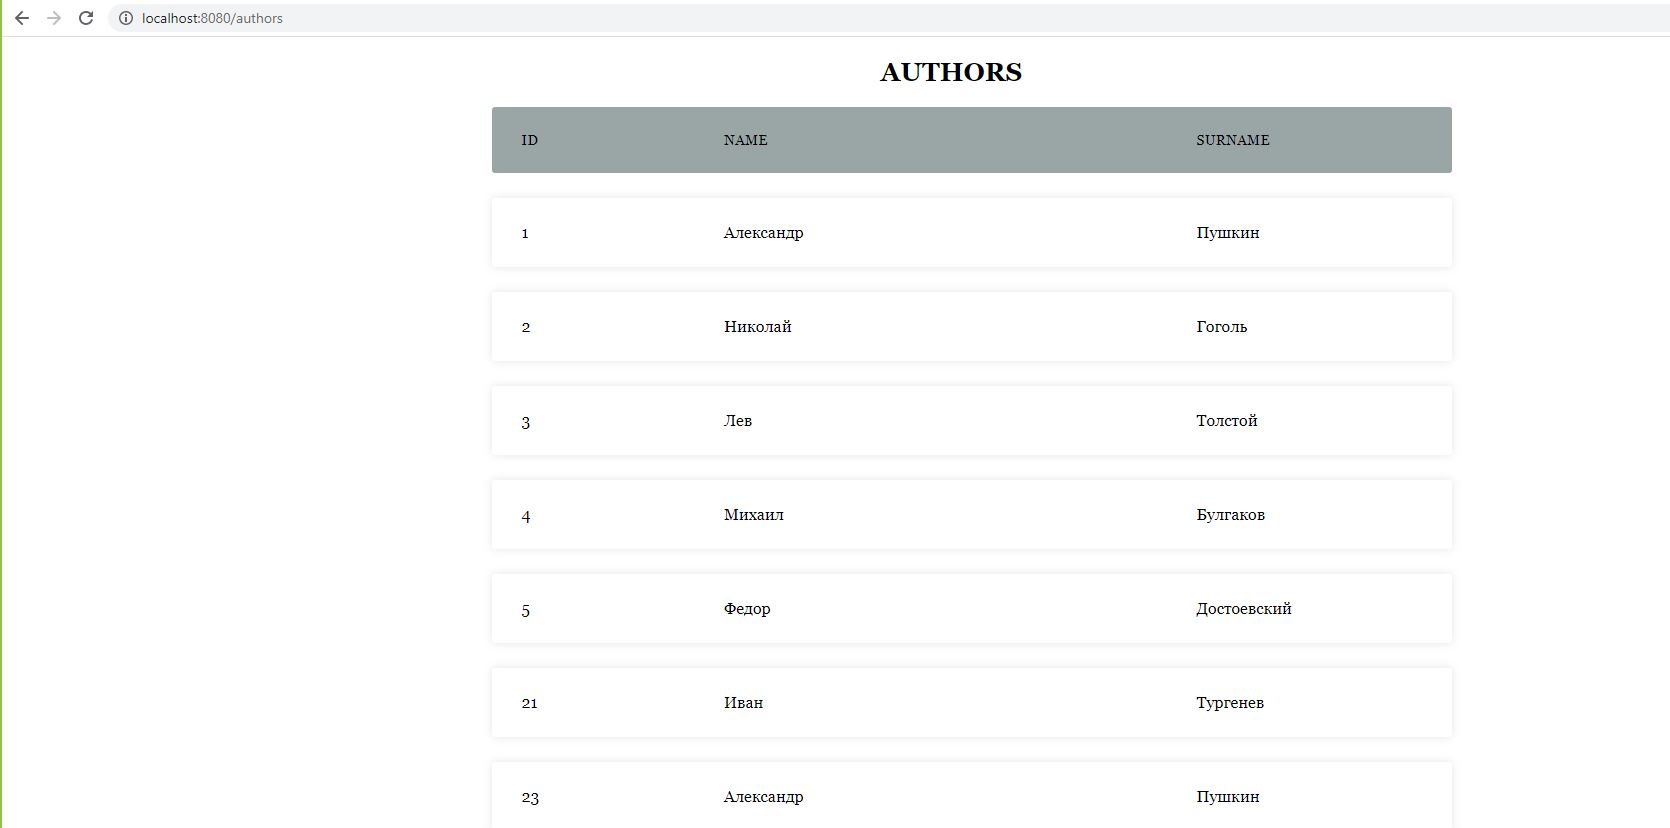 localhost:8080/authors
AUTHORS
ID NAME SURNAME
1 Александр Пушкин
2 Николай Гоголь
3 Лев Толстой
4 Михаил Булгаков
5 Федор Достоевский
21 Иван Тургенев
23 Александр Пушкин